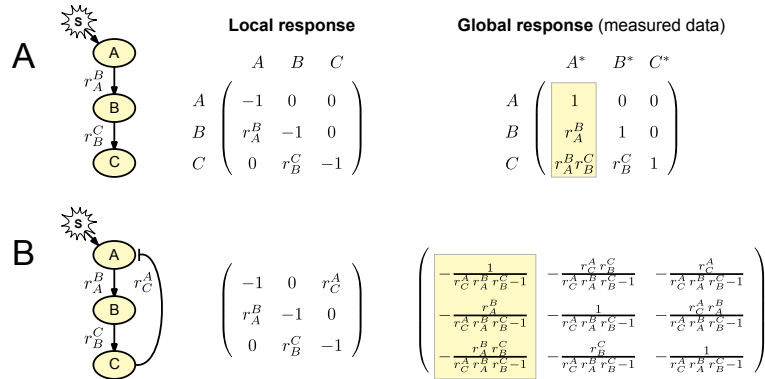 Local response Global response (measured data)
A
S
A
r_A^B
B
r_B^C
C
A B C
A −1 0 0
B r_A^B −1 0
C 0 r_B^C −1
A* B* C*
A 1 0 0
B r_A^B 1 0
C r_A^B r_B^C r_B^C 1
B
S
A
r_A^B r_C^A
B
r_B^C
C
−1 0 r_C^A
r_A^B −1 0
0 r_B^C −1
−1/(r_C^A r_A^B r_B^C−1) −r_C^A r_B^C/(r_C^A r_A^B r_B^C−1) −r_C^A/(r_C^A r_A^B r_B^C−1)
−r_A^B/(r_C^A r_A^B r_B^C−1) −1/(r_C^A r_A^B r_B^C−1) −r_C^A r_A^B/(r_C^A r_A^B r_B^C−1)
−r_A^B r_B^C/(r_C^A r_A^B r_B^C−1) −r_B^C/(r_C^A r_A^B r_B^C−1) −1/(r_C^A r_A^B r_B^C−1)